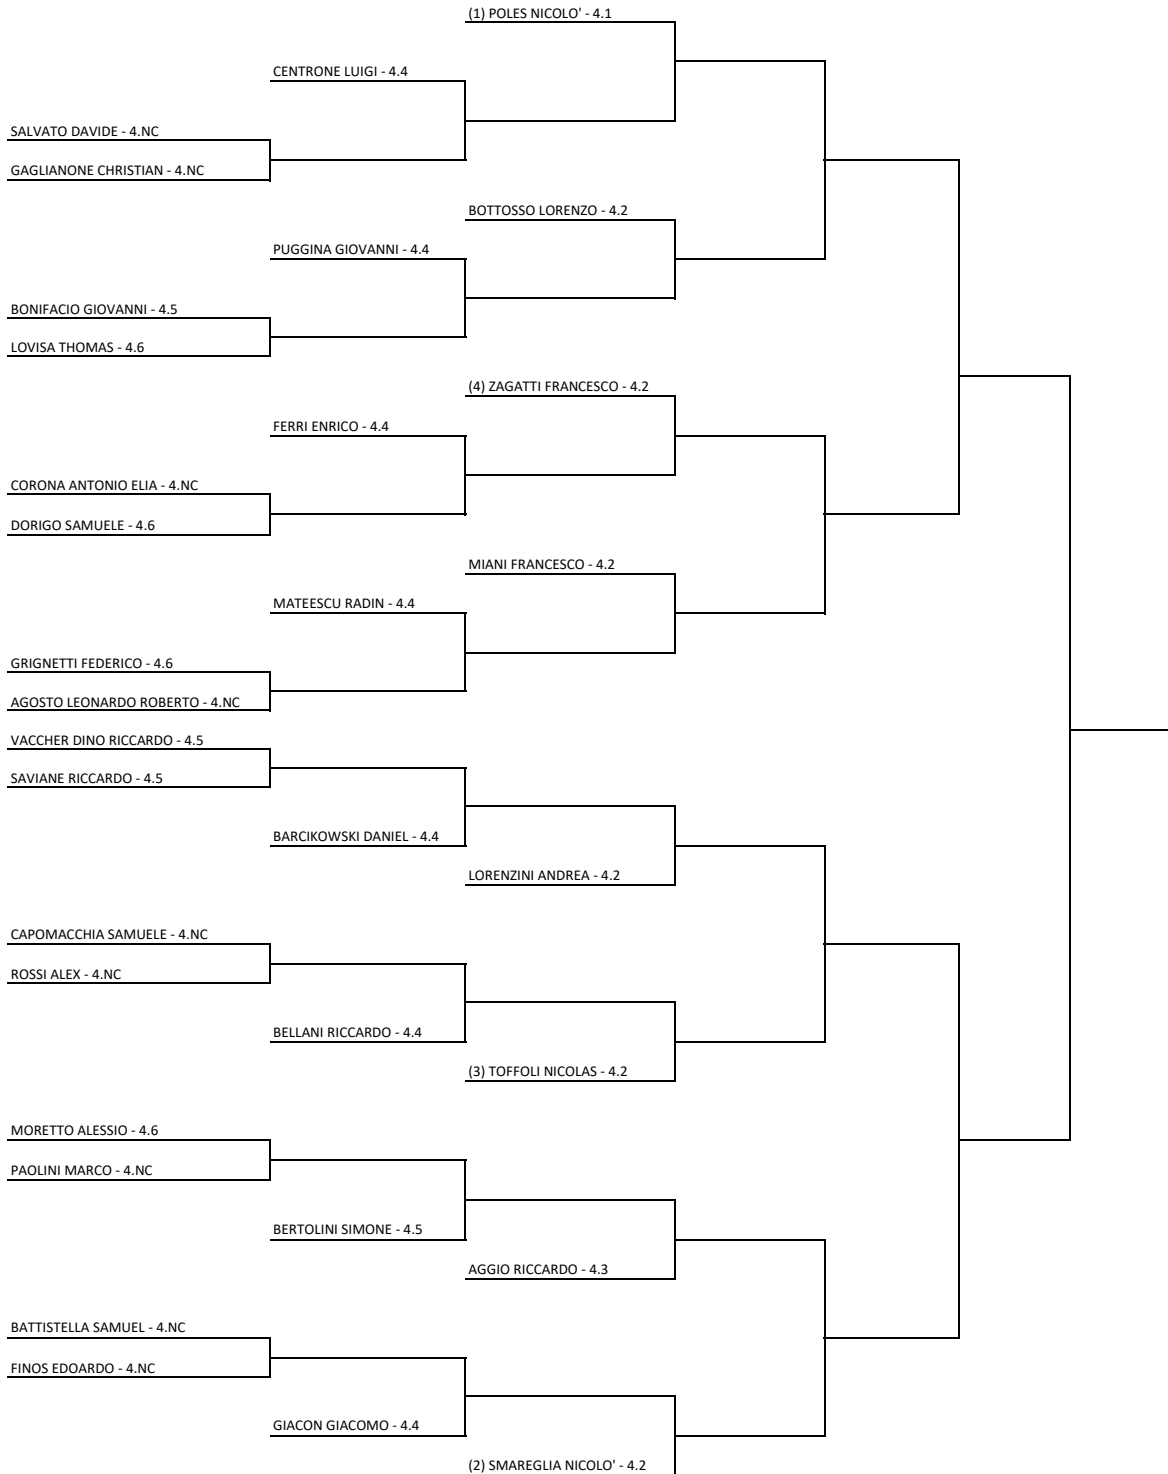 (1) POLES NICOLO' - 4.1
CENTRONE LUIGI - 4.4
SALVATO DAVIDE - 4.NC
GAGLIANONE CHRISTIAN - 4.NC
BOTTOSSO LORENZO - 4.2
PUGGINA GIOVANNI - 4.4
BONIFACIO GIOVANNI - 4.5
LOVISA THOMAS - 4.6
(4) ZAGATTI FRANCESCO - 4.2
FERRI ENRICO - 4.4
CORONA ANTONIO ELIA - 4.NC
DORIGO SAMUELE - 4.6
MIANI FRANCESCO - 4.2
MATEESCU RADIN - 4.4
GRIGNETTI FEDERICO - 4.6
AGOSTO LEONARDO ROBERTO - 4.NC
VACCHER DINO RICCARDO - 4.5
SAVIANE RICCARDO - 4.5
BARCIKOWSKI DANIEL - 4.4
LORENZINI ANDREA - 4.2
CAPOMACCHIA SAMUELE - 4.NC
ROSSI ALEX - 4.NC
BELLANI RICCARDO - 4.4
(3) TOFFOLI NICOLAS - 4.2
MORETTO ALESSIO - 4.6
PAOLINI MARCO - 4.NC
BERTOLINI SIMONE - 4.5
AGGIO RICCARDO - 4.3
BATTISTELLA SAMUEL - 4.NC
FINOS EDOARDO - 4.NC
GIACON GIACOMO - 4.4
(2) SMAREGLIA NICOLO' - 4.2